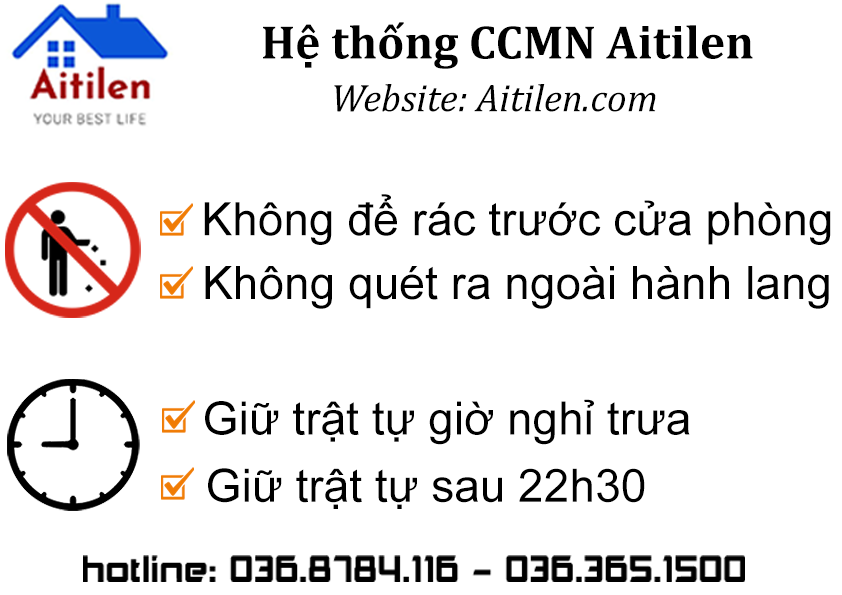 Aitilen
YOUR BEST LIFE
Hệ thống CCMN Aitilen
Website: Aitilen.com
Không để rác trước cửa phòng
Không quét ra ngoài hành lang
Giữ trật tự giờ nghỉ trưa
Giữ trật tự sau 22h30
hotline: 036.8784.116 - 036.365.1500